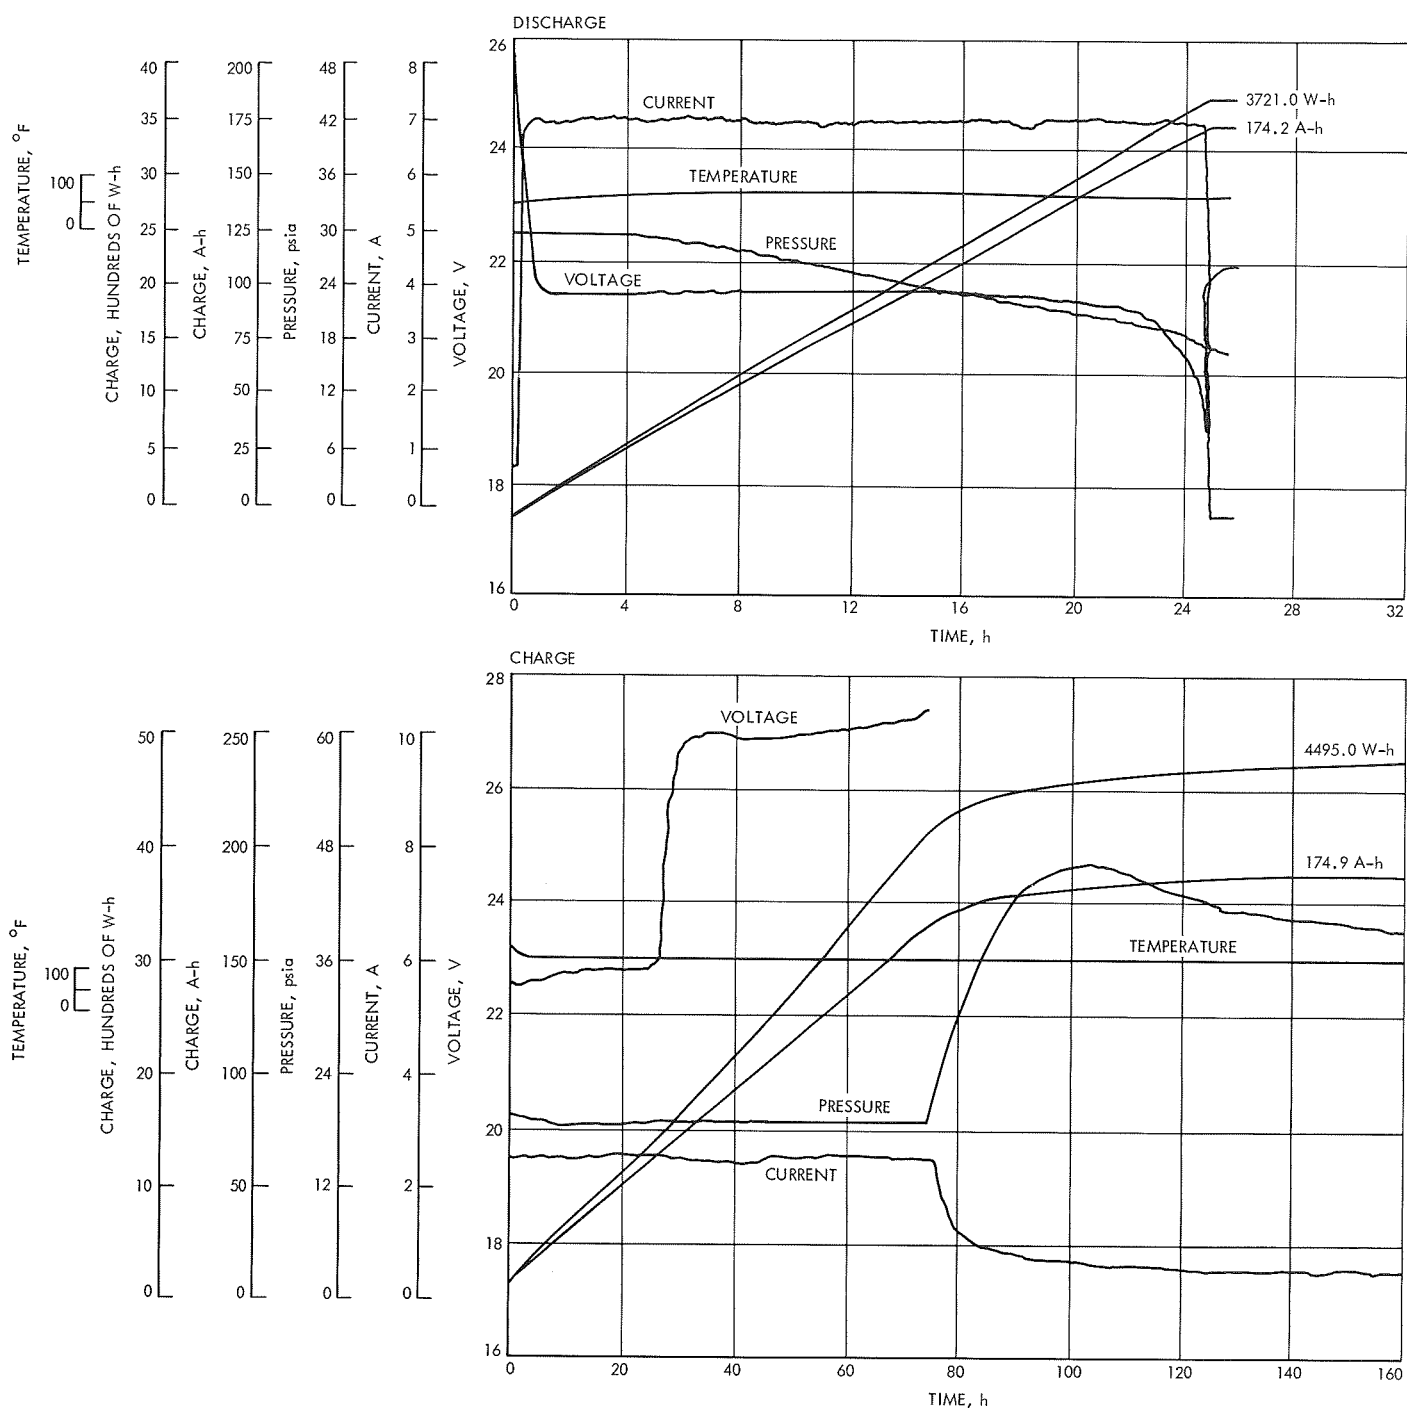 DISCHARGE
TEMPERATURE, °F
100
0
CHARGE, HUNDREDS OF W-h
40
35
30
25
20
15
10
5
0
CHARGE, A-h
200
175
150
125
100
75
50
25
0
PRESSURE, psia
48
42
36
30
24
18
12
6
0
CURRENT, A
8
7
6
5
4
3
2
1
0
VOLTAGE, V
26
24
22
20
18
16
CURRENT
TEMPERATURE
PRESSURE
VOLTAGE
3721.0 W-h
174.2 A-h
0 4 8 12 16 20 24 28 32
TIME, h
CHARGE
TEMPERATURE, °F
100
0
CHARGE, HUNDREDS OF W-h
50
40
30
20
10
0
CHARGE, A-h
250
200
150
100
50
0
PRESSURE, psia
60
48
36
24
12
0
CURRENT, A
10
8
6
4
2
0
VOLTAGE, V
28
26
24
22
20
18
16
VOLTAGE
4495.0 W-h
174.9 A-h
TEMPERATURE
PRESSURE
CURRENT
0 20 40 60 80 100 120 140 160
TIME, h